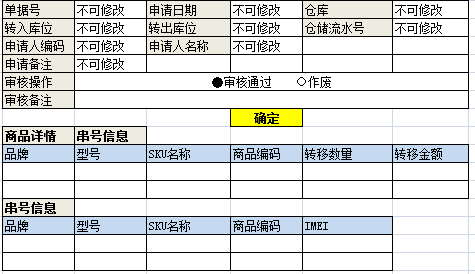 单据号 不可修改 申请日期 不可修改 仓库 不可修改
转入库位 不可修改 转出库位 不可修改 仓储流水号 不可修改
申请人编码 不可修改 申请人名称 不可修改
申请备注 不可修改
审核操作 ●审核通过 ○作废
审核备注
确定
商品详情 串号信息
品牌 型号 SKU名称 商品编码 转移数量 转移金额
串号信息
品牌 型号 SKU名称 商品编码 IMEI